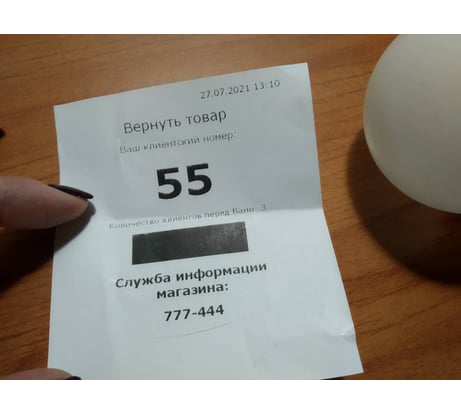 27.07.2021 13:10
Вернуть товар
Ваш клиентский номер:
55
Количество клиентов перед Вами 3
Служба информации
магазина:
777-444